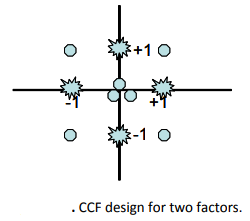 +1
-1 +1
-1
. CCF design for two factors.